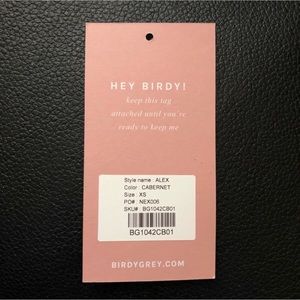 HEY BIRDY!
keep this tag
attached until you're
ready to keep me
Style name : ALEX
Color : CABERNET
Size : XS
PO# : NEX006
SKU# : BG1042CB01
BG1042CB01
BIRDYGREY.COM